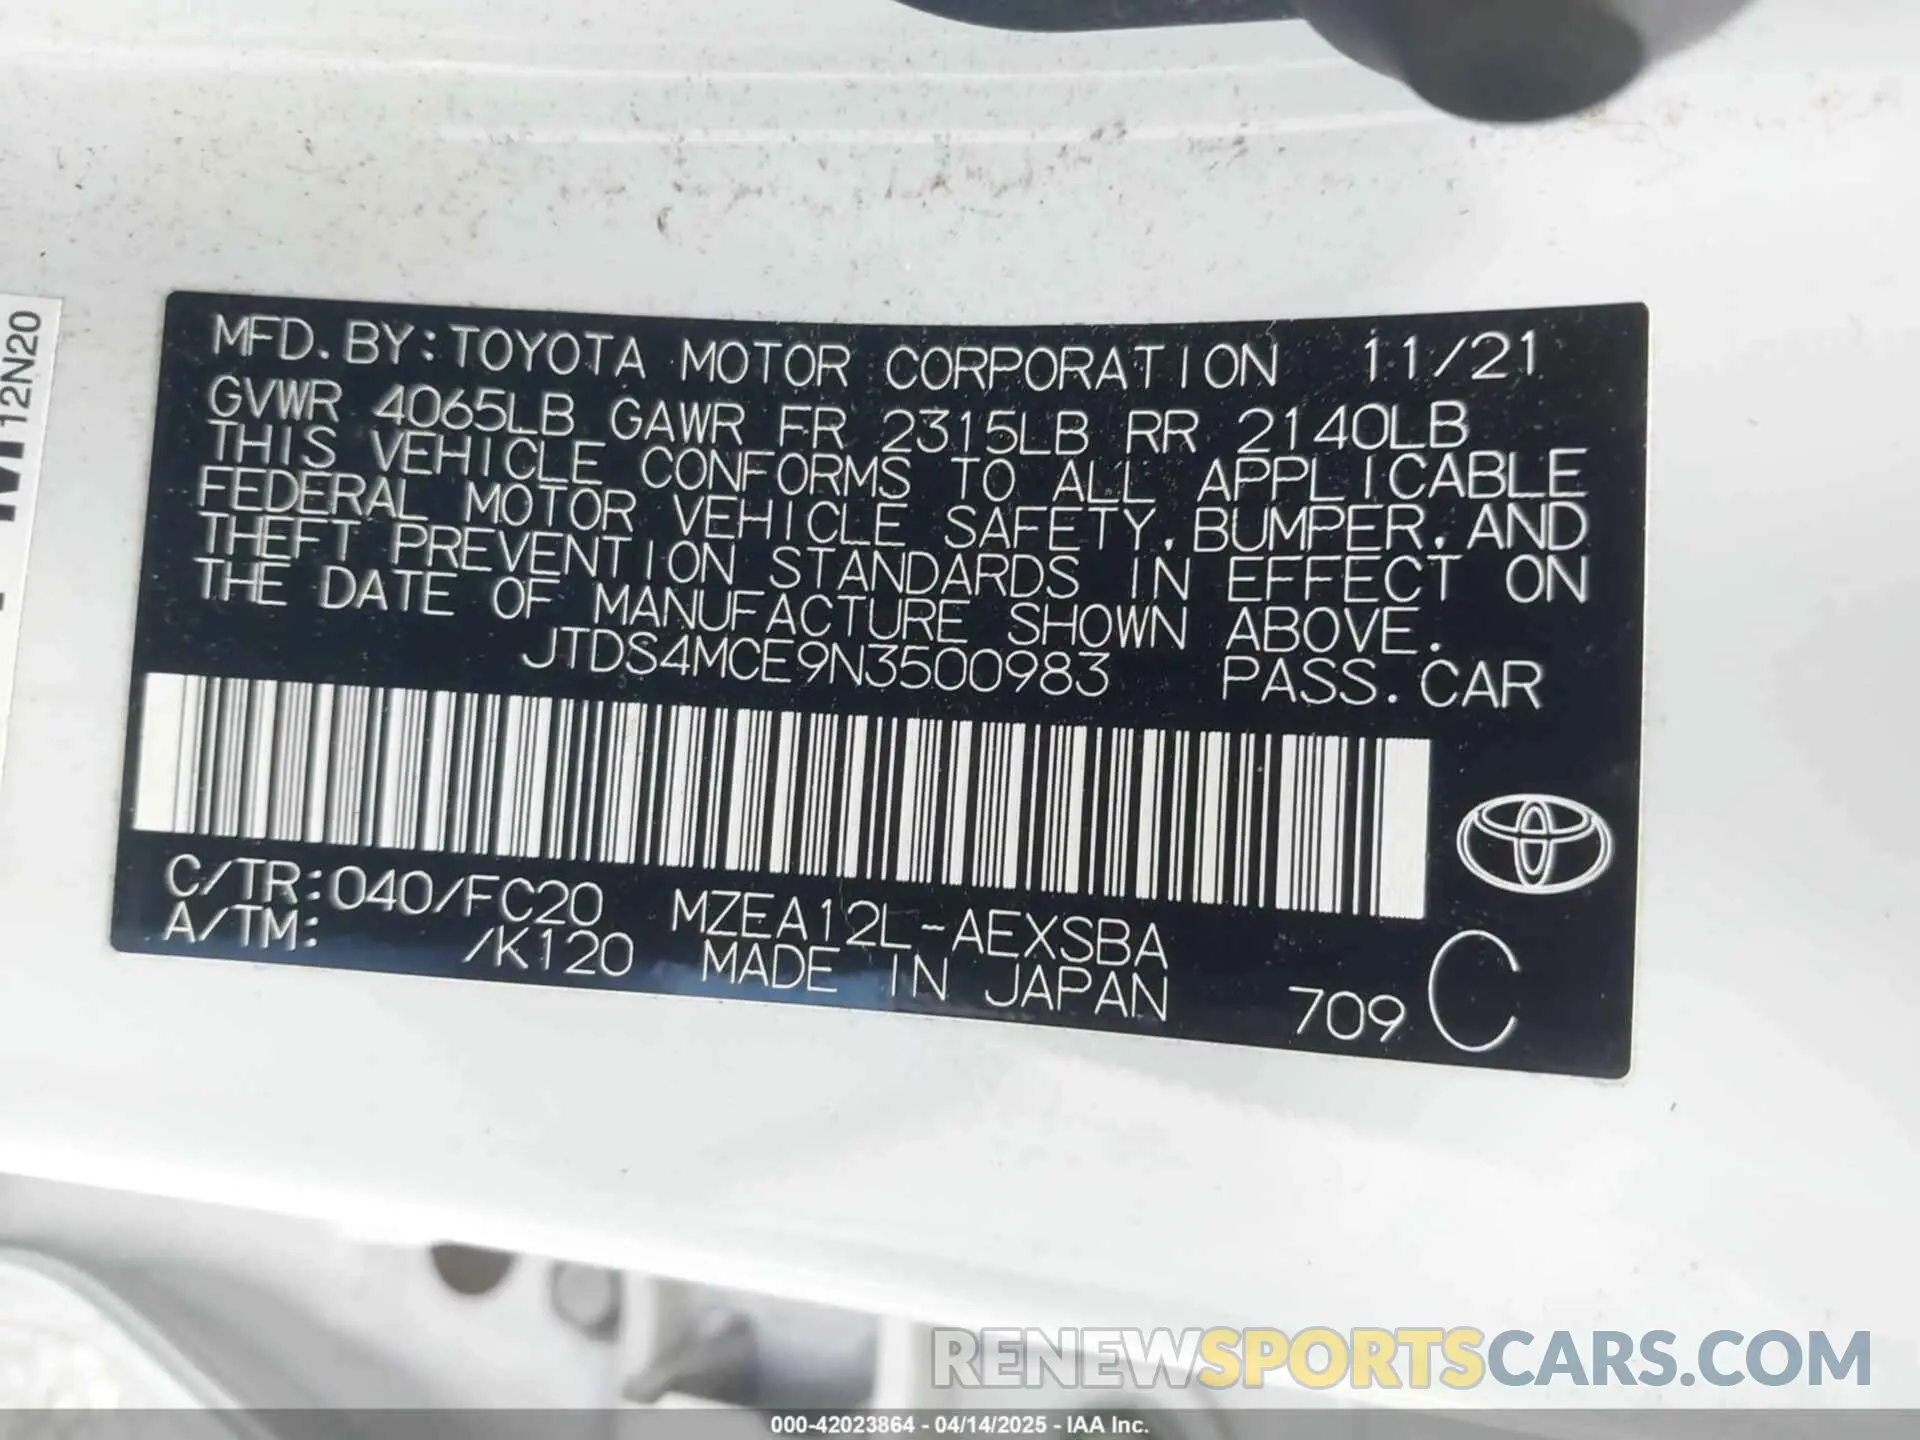 MFD. BY: TOYOTA MOTOR CORPORATION 11/21
GVWR 4065LB GAWR FR 2315LB RR 2140LB
THIS VEHICLE CONFORMS TO ALL APPLICABLE
FEDERAL MOTOR VEHICLE SAFETY, BUMPER, AND
THEFT PREVENTION STANDARDS IN EFFECT ON
THE DATE OF MANUFACTURE SHOWN ABOVE.
JTDS4MCE9N3500983 PASS. CAR
C/TR: 040/FC20 MZEA12L-AEXSBA
A/TM: /K120 MADE IN JAPAN 709 C
12N20
RENEWSPORTSCARS.COM
000-42023864 - 04/14/2025 - IAA Inc.